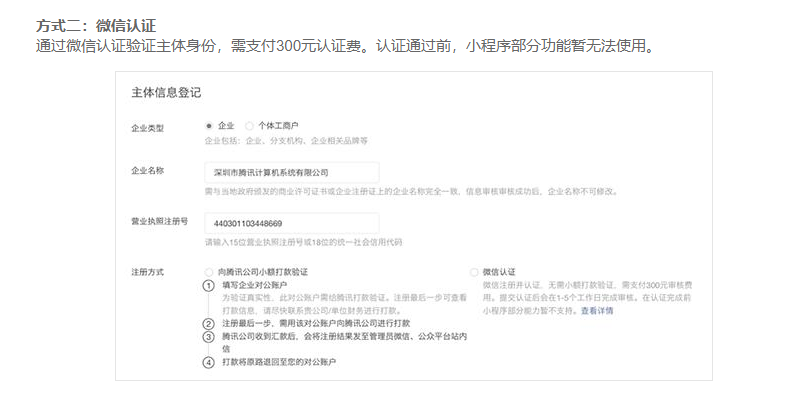 方式二：微信认证
通过微信认证验证主体身份，需支付300元认证费。认证通过前，小程序部分功能暂无法使用。
主体信息登记
企业类型
企业 个体工商户
企业包括：企业、分支机构、企业相关品牌等
企业名称
深圳市腾讯计算机系统有限公司
需与当地政府颁发的商业许可证书或企业注册证上的企业名称完全一致，信息审核审核成功后，企业名称不可修改。
营业执照注册号
440301103448669
请输入15位营业执照注册号或18位的统一社会信用代码
注册方式
向腾讯公司小额打款验证
1 填写企业对公账户
为验证真实性，此对公账户需给腾讯打款验证。注册最后一步可查看
打款信息，请尽快联系贵公司/单位财务进行打款。
2 注册最后一步，需用该对公账户向腾讯公司进行打款
3 腾讯公司收到汇款后，会将注册结果发至管理员微信、公众平台站内
信
4 打款将原路退回至您的对公账户
微信认证
微信注册并认证，无需小额打款验证，需支付300元审核费
用。提交认证后会在1-5个工作日完成审核。在认证完成前
小程序部分能力暂不支持。查看详情